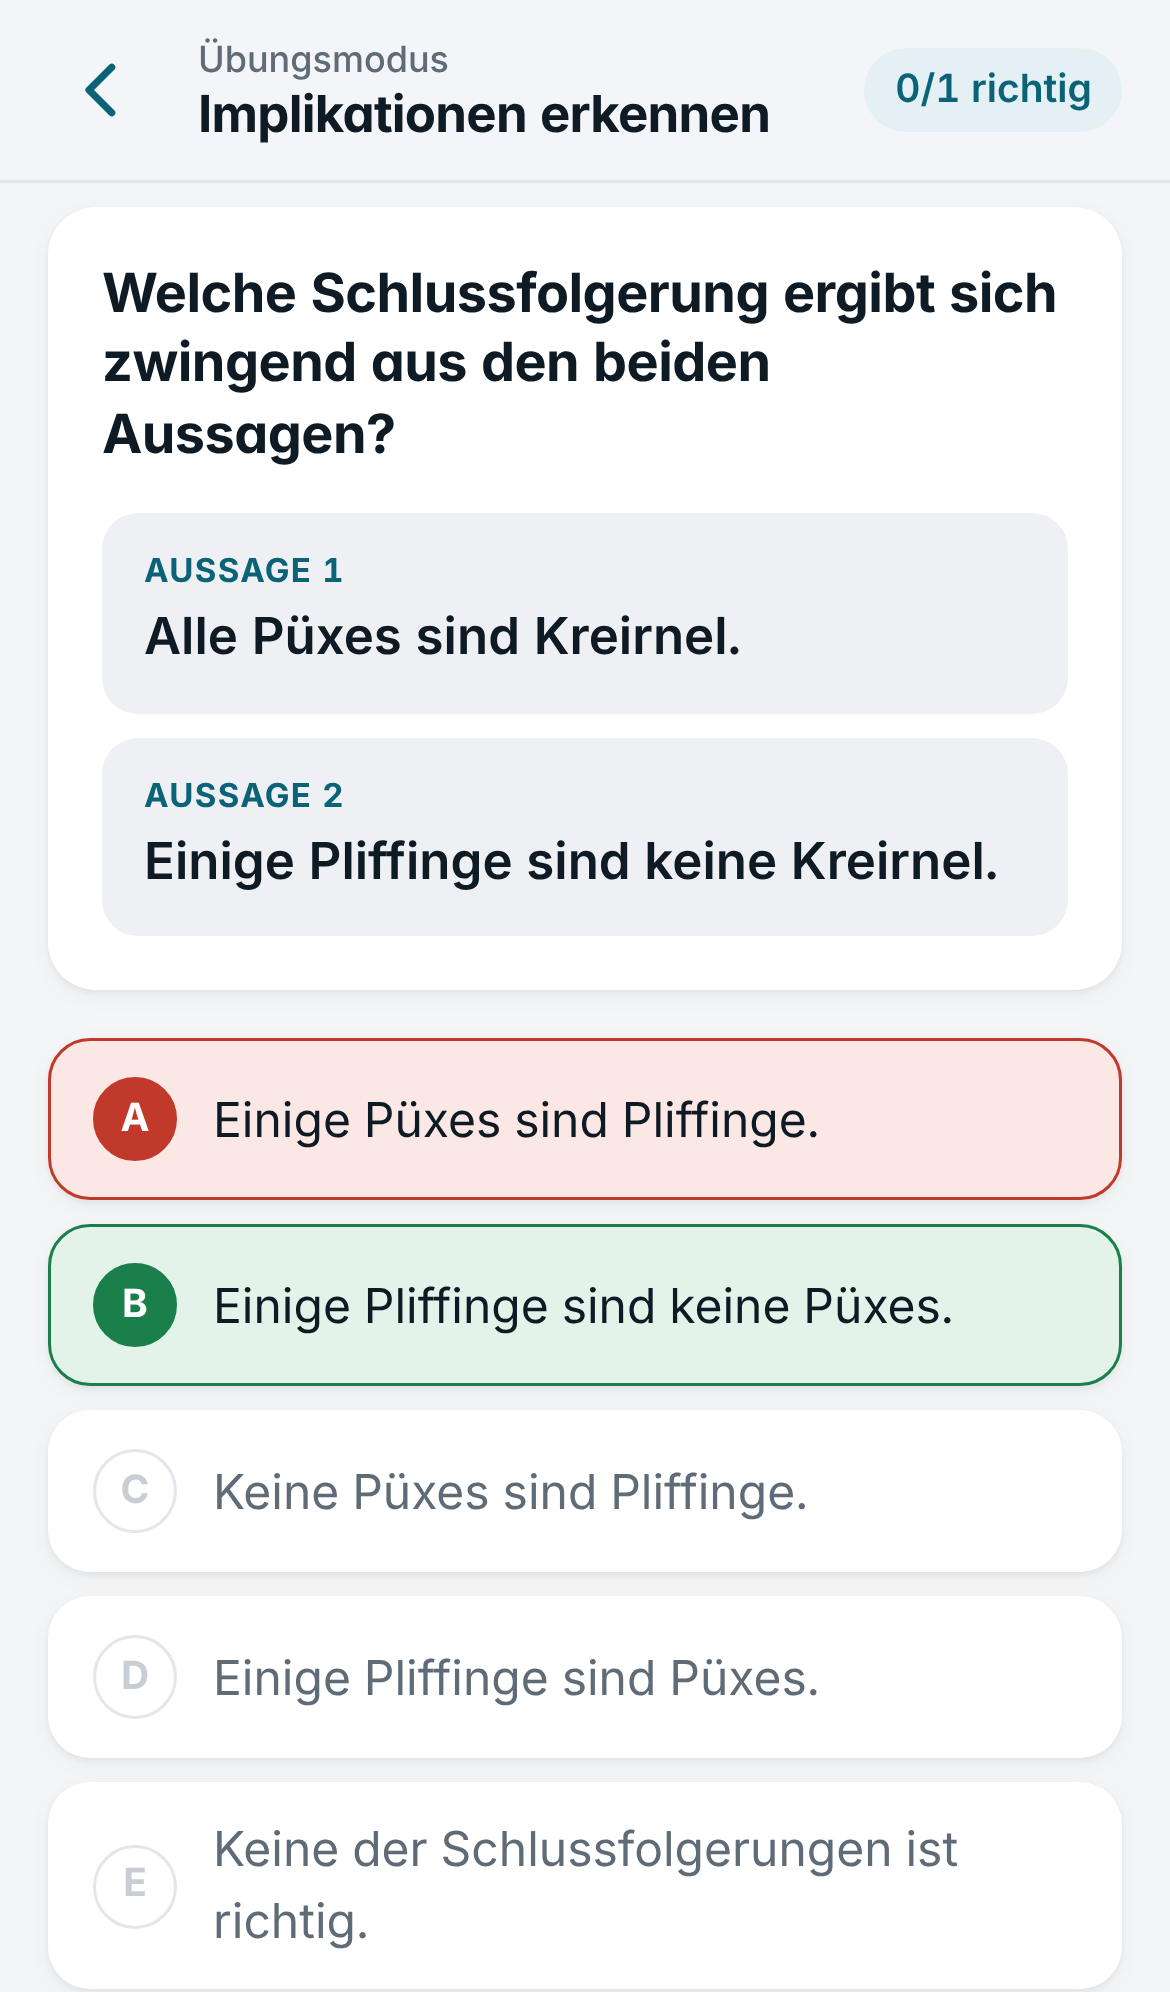 Übungsmodus
Implikationen erkennen
0/1 richtig
Welche Schlussfolgerung ergibt sich
zwingend aus den beiden
Aussagen?
AUSSAGE 1
Alle Püxes sind Kreirnel.
AUSSAGE 2
Einige Pliffinge sind keine Kreirnel.
A Einige Püxes sind Pliffinge.
B Einige Pliffinge sind keine Püxes.
C Keine Püxes sind Pliffinge.
D Einige Pliffinge sind Püxes.
E Keine der Schlussfolgerungen ist
richtig.